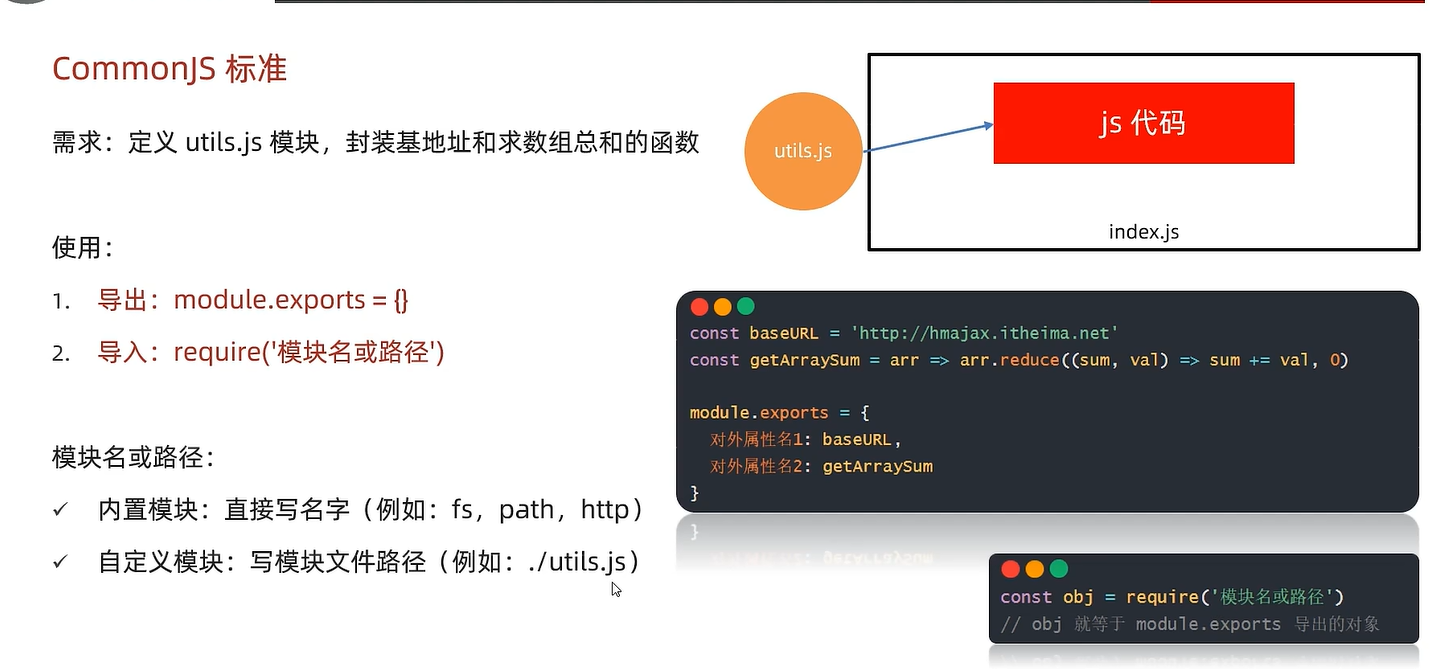 CommonJS 标准
需求：定义 utils.js 模块，封装基地址和求数组总和的函数
使用：
1. 导出：module.exports = {}
2. 导入：require('模块名或路径')
模块名或路径：
✓ 内置模块：直接写名字（例如：fs，path，http）
✓ 自定义模块：写模块文件路径（例如：./utils.js）
utils.js
js 代码
index.js
const baseURL = 'http://hmajax.itheima.net'
const getArraySum = arr => arr.reduce((sum, val) => sum += val, 0)
module.exports = {
对外属性名1: baseURL,
对外属性名2: getArraySum
}
const obj = require('模块名或路径')
// obj 就等于 module.exports 导出的对象